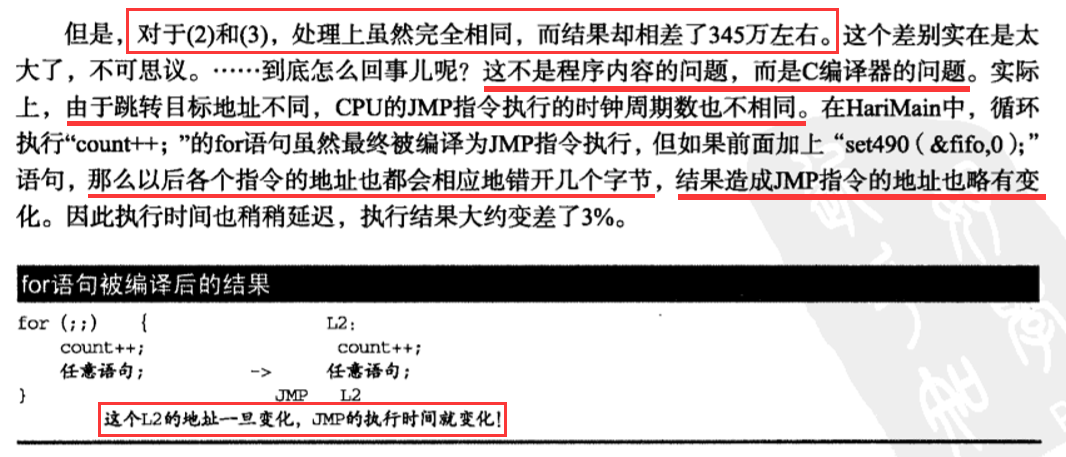 但是，对于(2)和(3)，处理上虽然完全相同，而结果却相差了345万左右。这个差别实在是太
大了，不可思议。……到底怎么回事儿呢？这不是程序内容的问题，而是C编译器的问题。实际
上，由于跳转目标地址不同，CPU的JMP指令执行的时钟周期数也不相同。在HariMain中，循环
执行“count++；”的for语句虽然最终被编译为JMP指令执行，但如果前面加上“set490（&fifo,0）;”
语句，那么以后各个指令的地址也都会相应地错开几个字节，结果造成JMP指令的地址也略有变
化。因此执行时间也稍稍延迟，执行结果大约变差了3%。
for语句被编译后的结果
for (;;) { L2:
count++; count++;
任意语句; -> 任意语句;
} JMP L2
这个L2的地址一旦变化，JMP的执行时间就变化!